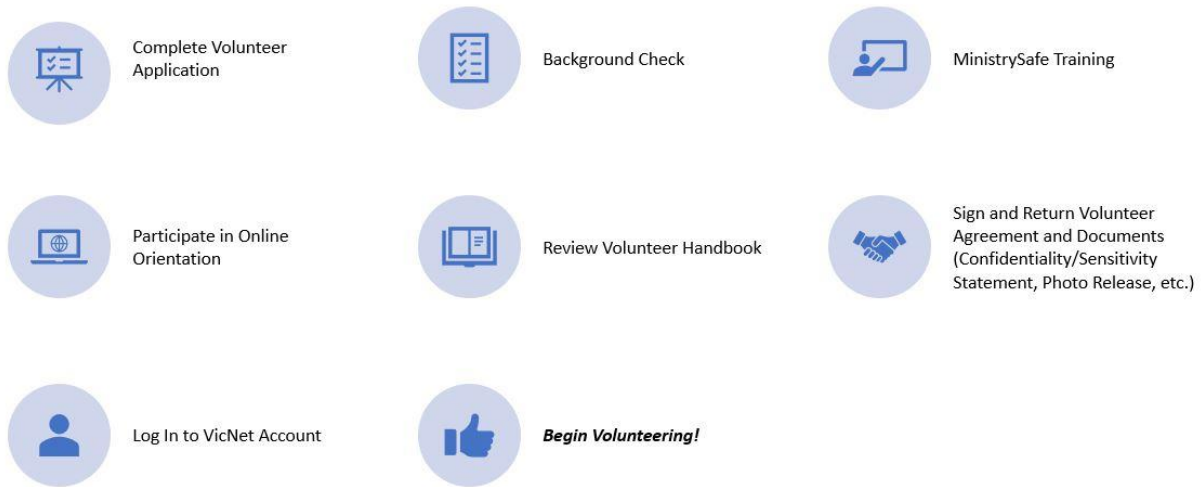 Complete Volunteer
Application
Background Check
MinistrySafe Training
Participate in Online
Orientation
Review Volunteer Handbook
Sign and Return Volunteer
Agreement and Documents
(Confidentiality/Sensitivity
Statement, Photo Release, etc.)
Log In to VicNet Account
Begin Volunteering!